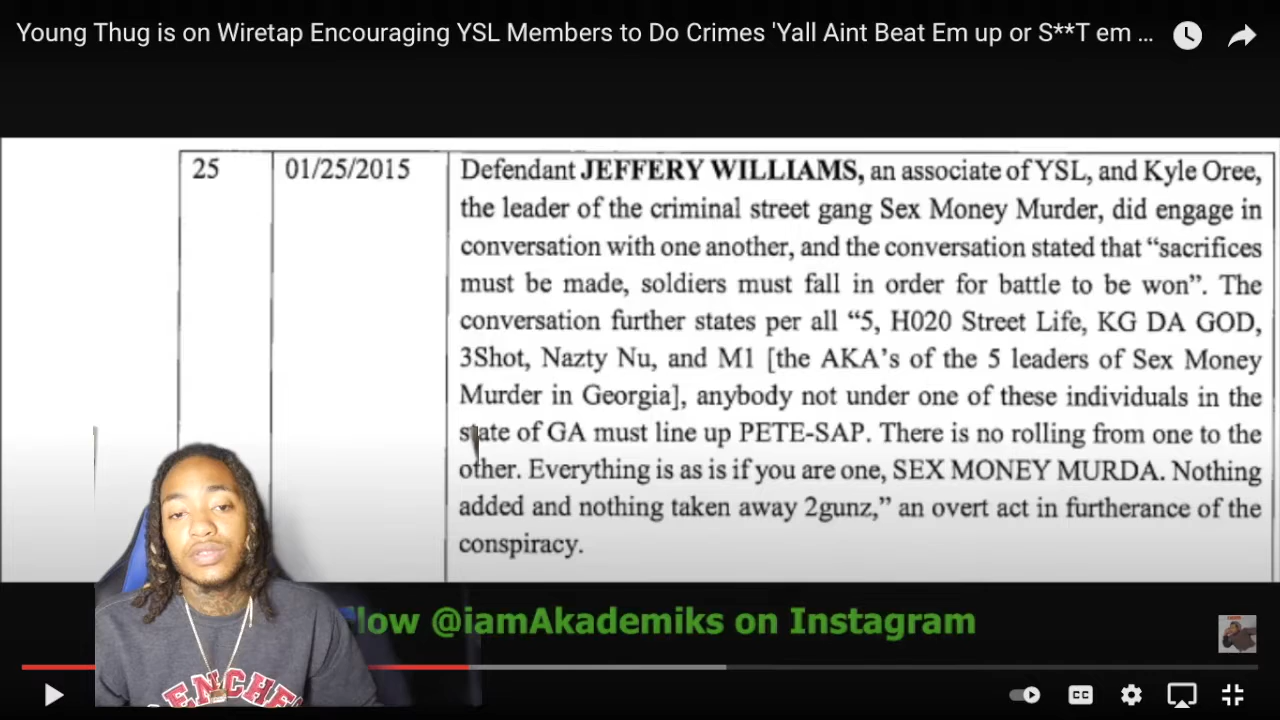 Young Thug is on Wiretap Encouraging YSL Members to Do Crimes 'Yall Aint Beat Em up or S**T em ...
25
01/25/2015
Defendant JEFFERY WILLIAMS, an associate of YSL, and Kyle Oree,
the leader of the criminal street gang Sex Money Murder, did engage in
conversation with one another, and the conversation stated that “sacrifices
must be made, soldiers must fall in order for battle to be won”. The
conversation further states per all “5, H020 Street Life, KG DA GOD,
3Shot, Nazty Nu, and M1 [the AKA’s of the 5 leaders of Sex Money
Murder in Georgia], anybody not under one of these individuals in the
state of GA must line up PETE-SAP. There is no rolling from one to the
other. Everything is as is if you are one, SEX MONEY MURDA. Nothing
added and nothing taken away 2gunz,” an overt act in furtherance of the
conspiracy.
llow @iamAkademiks on Instagram
ENCHE
CC